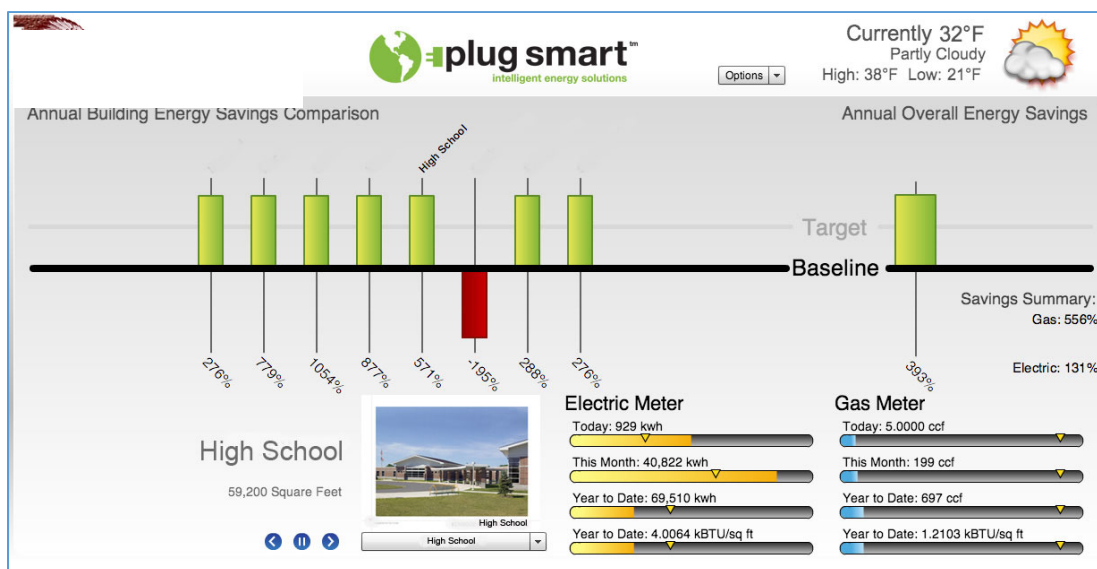 plug smart™
intelligent energy solutions
Options
Currently 32°F
Partly Cloudy
High: 38°F Low: 21°F
Annual Building Energy Savings Comparison
Annual Overall Energy Savings
High School
Target
Baseline
276%
779%
1054%
877%
571%
-195%
288%
276%
393%
Savings Summary:
Gas: 556%
Electric: 131%
High School
59,200 Square Feet
High School
High School
Electric Meter
Today: 929 kwh
This Month: 40,822 kwh
Year to Date: 69,510 kwh
Year to Date: 4.0064 kBTU/sq ft
Gas Meter
Today: 5.0000 ccf
This Month: 199 ccf
Year to Date: 697 ccf
Year to Date: 1.2103 kBTU/sq ft